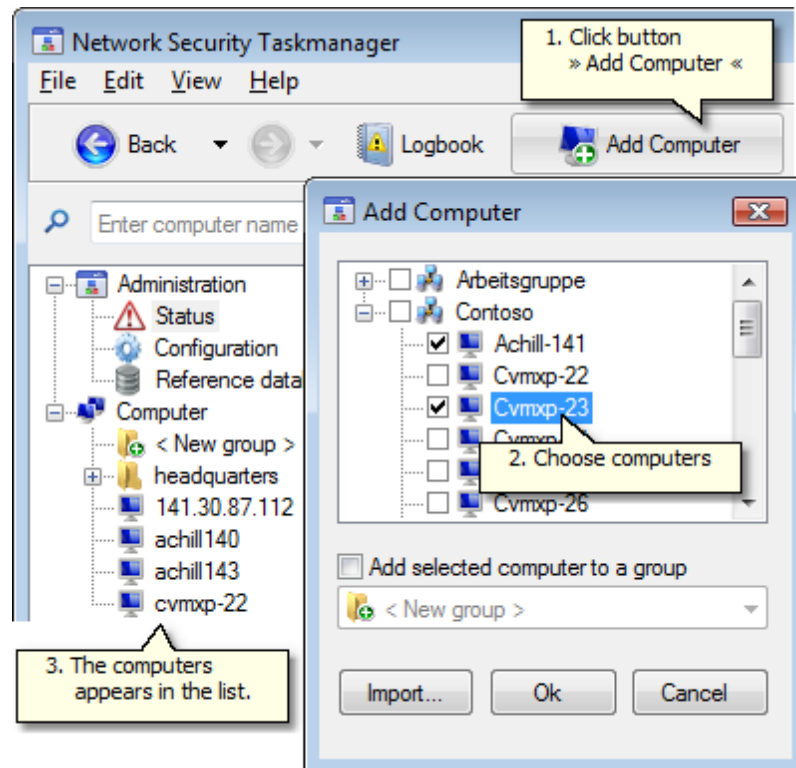 Network Security Taskmanager
1. Click button
» Add Computer «
File Edit View Help
Back
Logbook
Add Computer
Enter computer name
Administration
Status
Configuration
Reference data
Computer
< New group >
headquarters
141.30.87.112
achill140
achill143
cvmxp-22
3. The computers
appears in the list.
Add Computer
Arbeitsgruppe
Contoso
Achill-141
Cvmxp-22
Cvmxp-23
2. Choose computers
Cvmxp-26
Add selected computer to a group
< New group >
Import...
Ok
Cancel